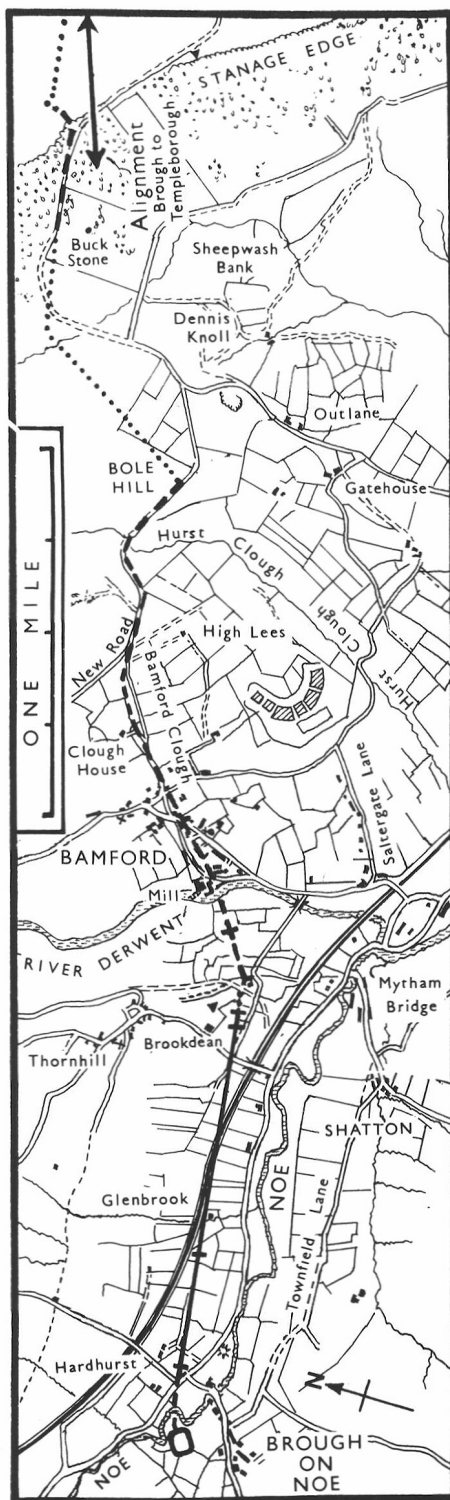 STANAGE EDGE
Alignment
Brough to
Templeborough
Buck
Stone
Sheepwash
Bank
Dennis
Knoll
Outlane
BOLE
HILL
Gatehouse
Hurst Clough
Hurst Clough
ONE MILE
New Road
High Lees
Bamford Clough
Clough
House
Saltergate Lane
BAMFORD
Mill
RIVER DERWENT
Mytham
Bridge
Brookdean
Thornhill
SHATTON
NOE
Glenbrook
Townfield Lane
Hardhurst
N
BROUGH
ON
NOE
NOE